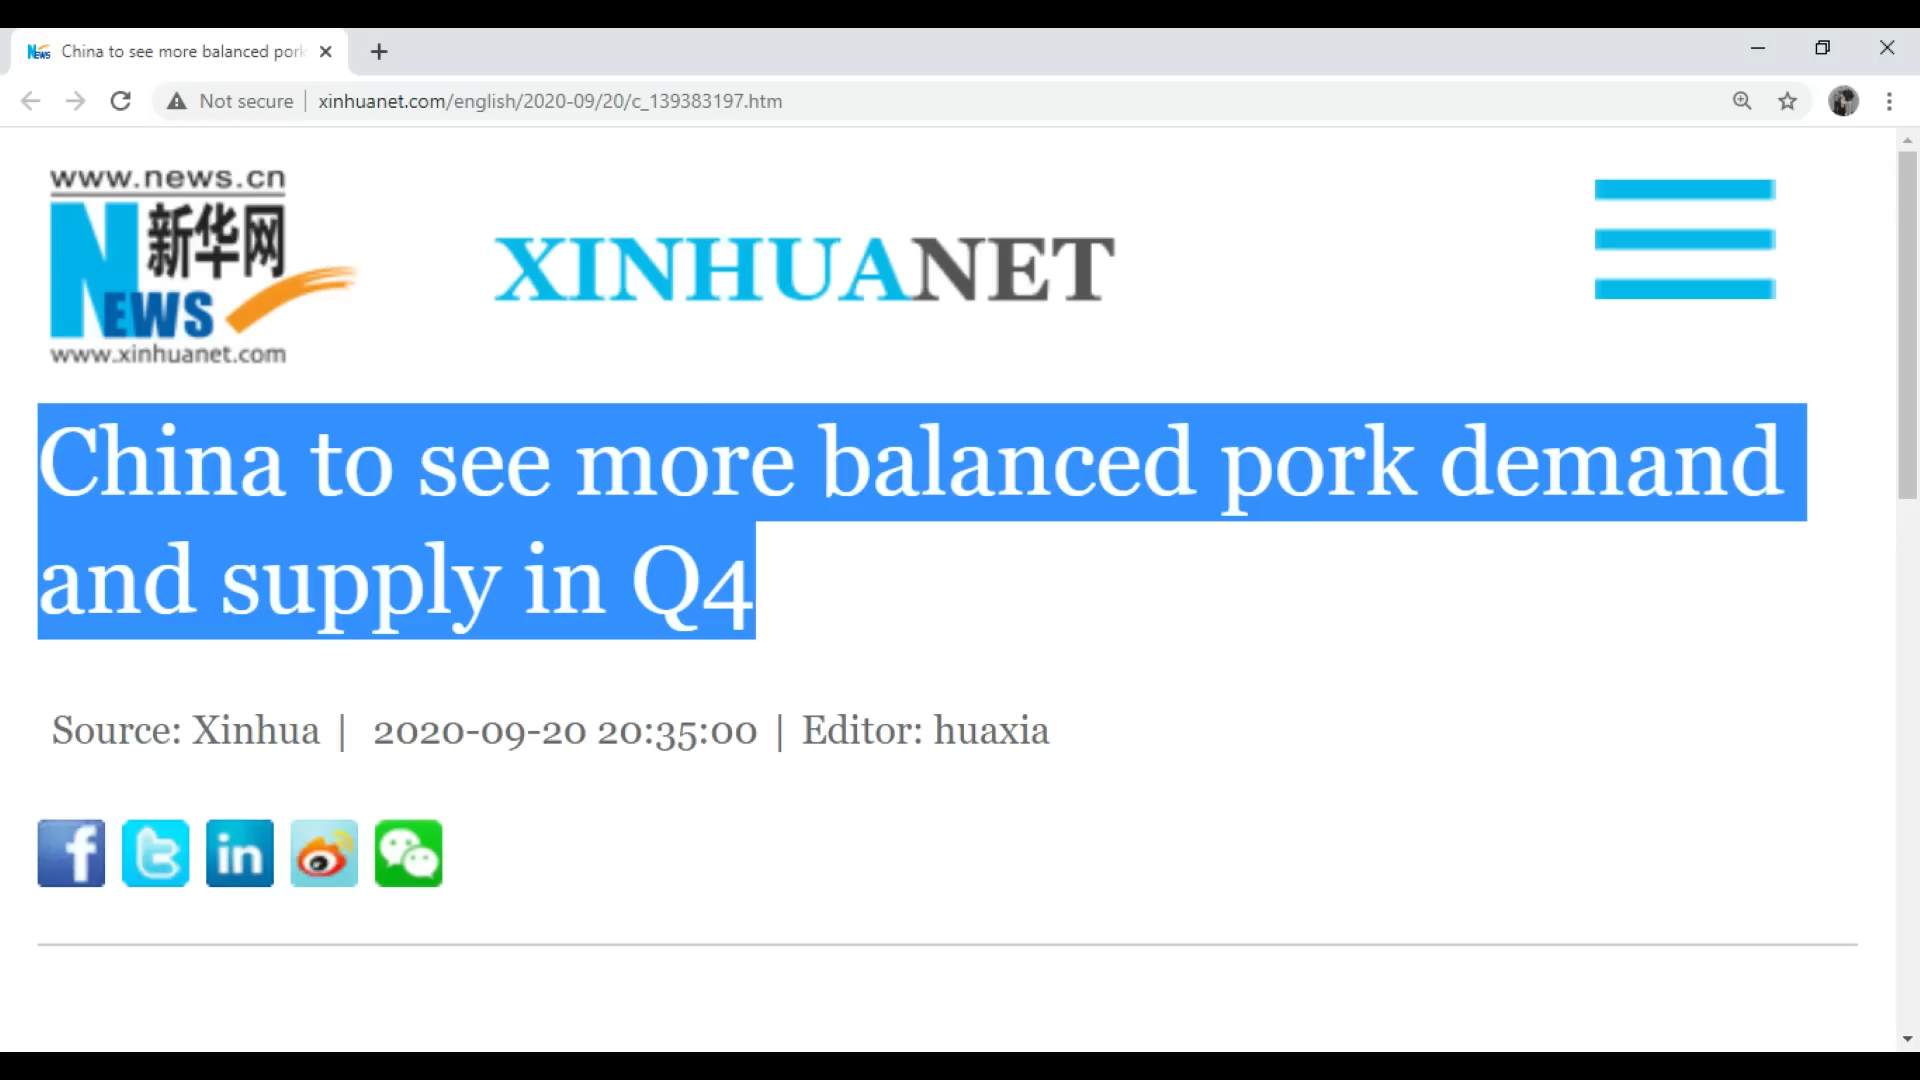 News China to see more balanced pork
Not secure xinhuanet.com/english/2020-09/20/c_139383197.htm
www.news.cn
新华网
NEWS
www.xinhuanet.com
XINHUANET
China to see more balanced pork demand
and supply in Q4
Source: Xinhua | 2020-09-20 20:35:00 | Editor: huaxia
f t in